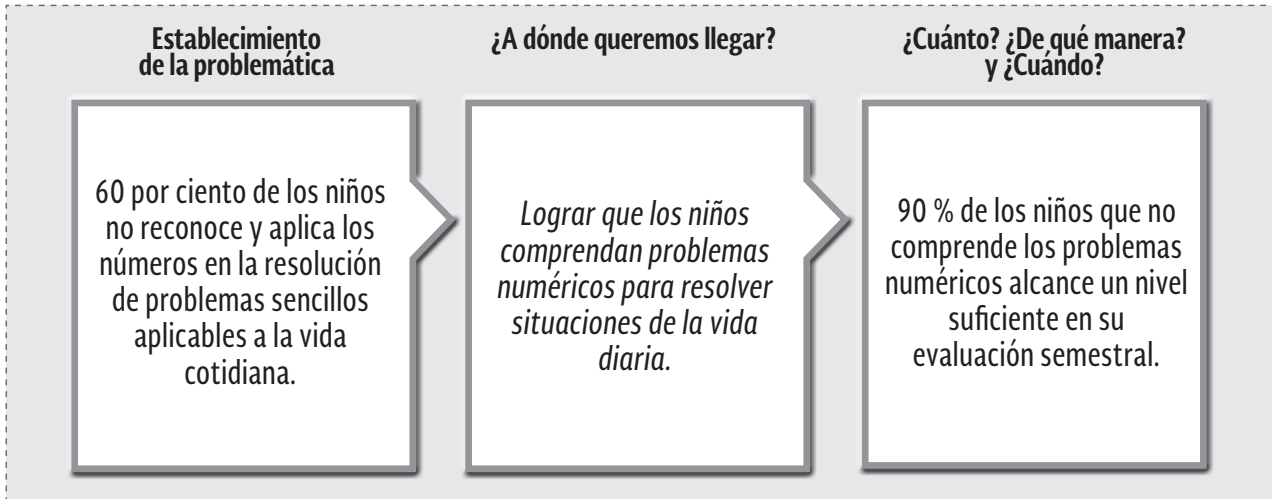 Establecimiento
de la problemática
60 por ciento de los niños
no reconoce y aplica los
números en la resolución
de problemas sencillos
aplicables a la vida
cotidiana.
¿A dónde queremos llegar?
Lograr que los niños
comprendan problemas
numéricos para resolver
situaciones de la vida
diaria.
¿Cuánto? ¿De qué manera?
y ¿Cuándo?
90 % de los niños que no
comprende los problemas
numéricos alcance un nivel
suficiente en su
evaluación semestral.